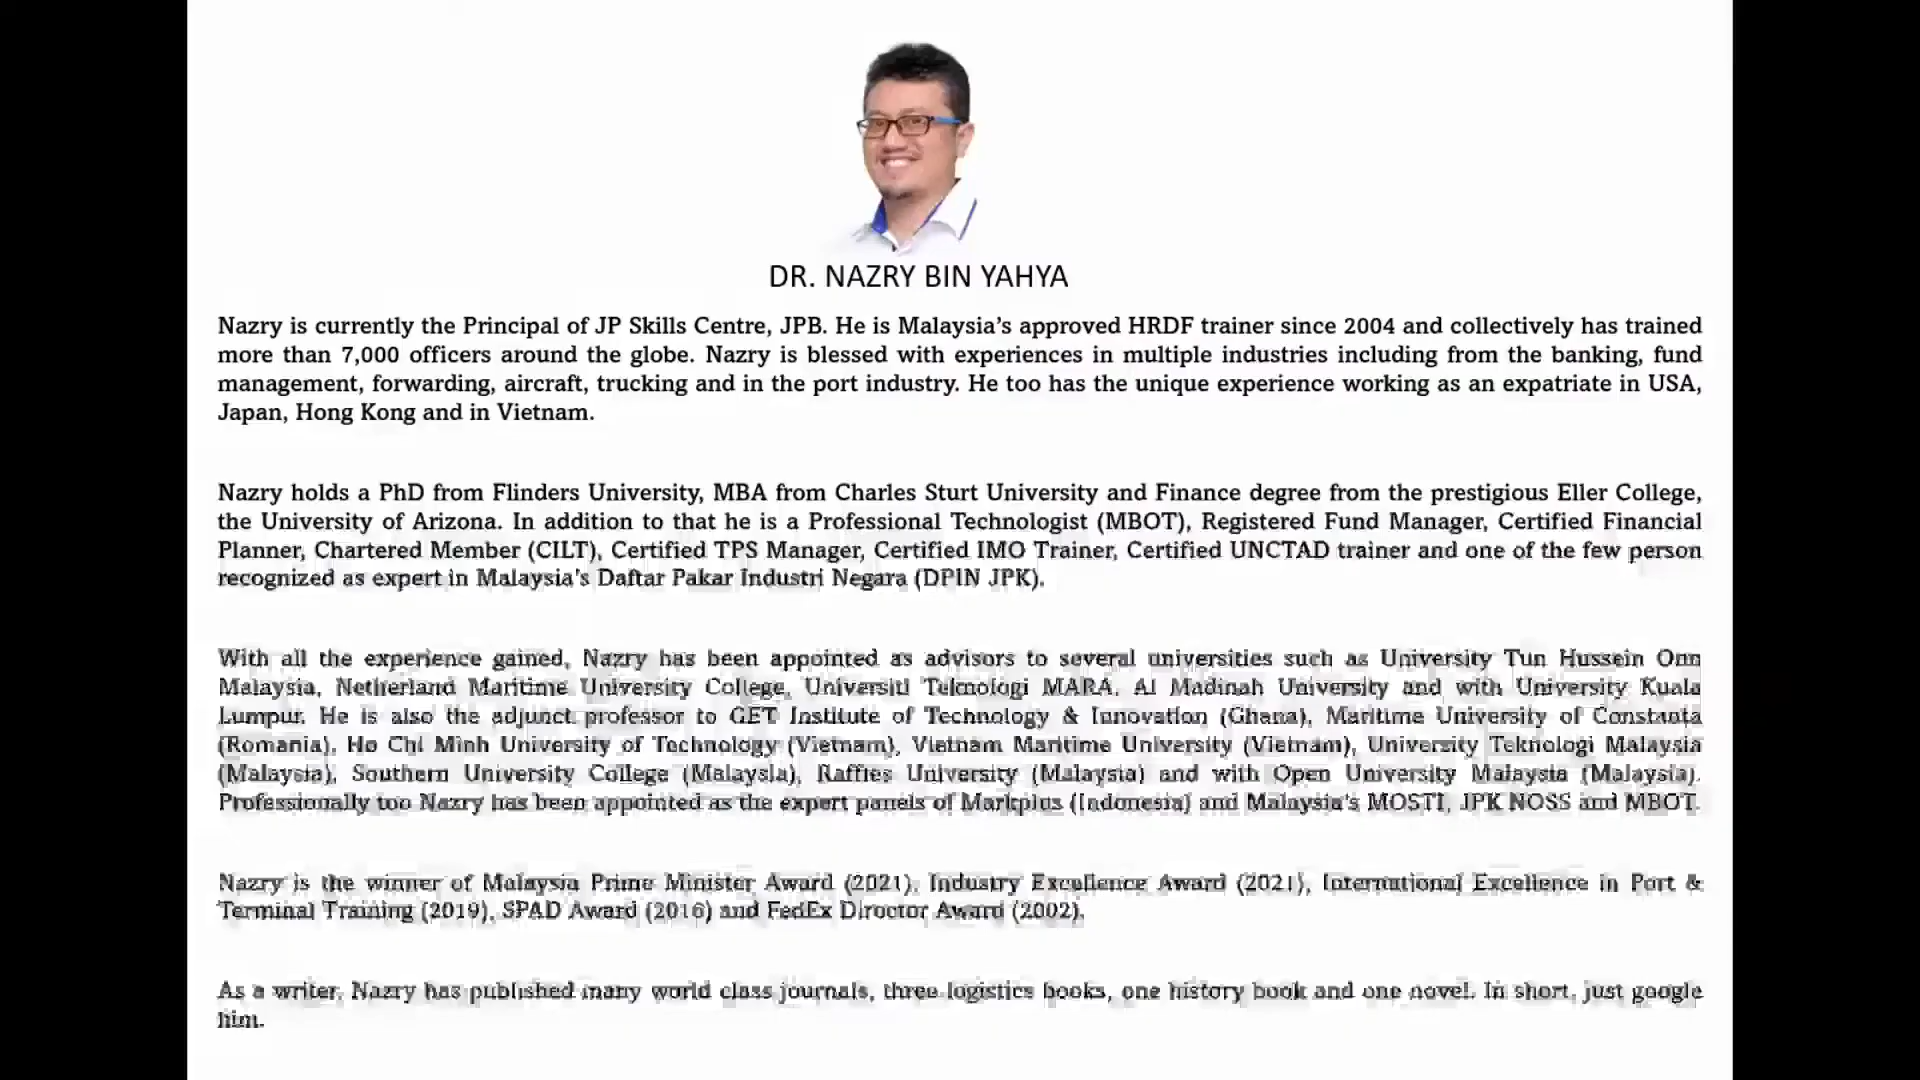 DR. NAZRY BIN YAHYA
Nazry is currently the Principal of JP Skills Centre, JPB. He is Malaysia's approved HRDF trainer since 2004 and collectively has trained
more than 7,000 officers around the globe. Nazry is blessed with experiences in multiple industries including from the banking, fund
management, forwarding, aircraft, trucking and in the port industry. He too has the unique experience working as an expatriate in USA,
Japan, Hong Kong and in Vietnam.
Nazry holds a PhD from Flinders University, MBA from Charles Sturt University and Finance degree from the prestigious Eller College,
the University of Arizona. In addition to that he is a Professional Technologist (MBOT), Registered Fund Manager, Certified Financial
Planner, Chartered Member (CILT), Certified TPS Manager, Certified IMO Trainer, Certified UNCTAD trainer and one of the few person
recognized as expert in Malaysia's Daftar Pakar Industri Negara (DPIN JPK).
With all the experience gained, Nazry has been appointed as advisors to several universities such as University Tun Hussein Onn
Malaysia, Netherland Maritime University College, Universiti Teknologi MARA, Al Madinah University and with University Kuala
Lumpur. He is also the adjunct professor to GET Institute of Technology & Innovation (Ghana), Maritime University of Constanta
(Romania), Ho Chi Minh University of Technology (Vietnam), Vietnam Maritime University (Vietnam), University Teknologi Malaysia
(Malaysia), Southern University College (Malaysia), Raffles University (Malaysia) and with Open University Malaysia (Malaysia).
Professionally too Nazry has been appointed as the expert panels of Markplus (Indonesia) and Malaysia's MOSTI, JPK NOSS and MBOT.
Nazry is the winner of Malaysia Prime Minister Award (2021), Industry Excellence Award (2021), International Excellence in Port &
Terminal Training (2019), SPAD Award (2016) and FedEx Director Award (2002).
As a writer, Nazry has published many world class journals, three logistics books, one history book and one novel. In short, just google
him.